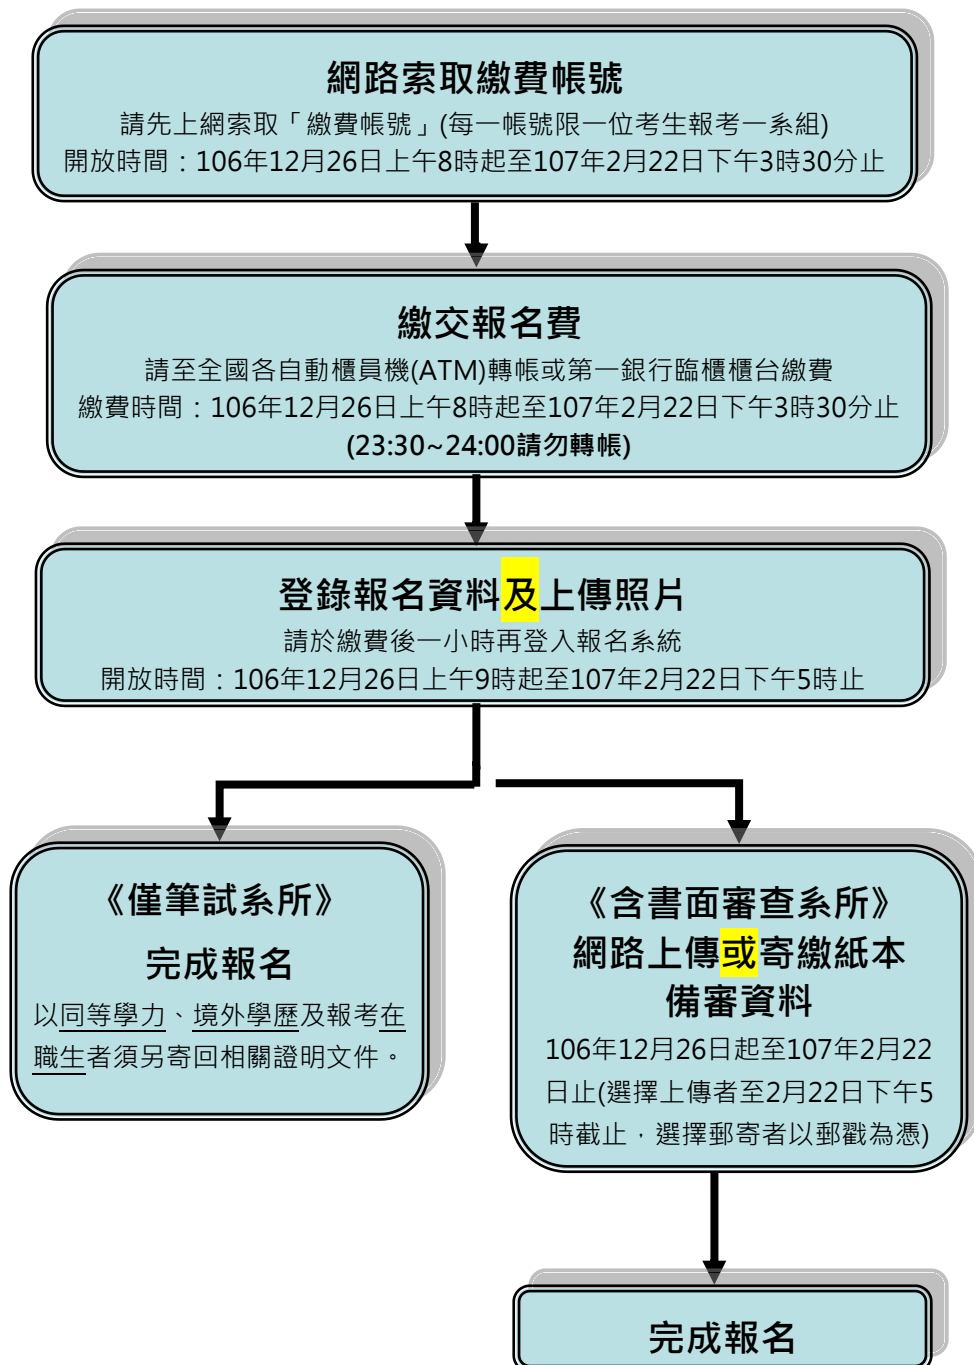 網路索取繳費帳號
請先上網索取「繳費帳號」(每一帳號限一位考生報考一系組)
開放時間：106年12月26日上午8時起至107年2月22日下午3時30分止
繳交報名費
請至全國各自動櫃員機(ATM)轉帳或第一銀行臨櫃櫃台繳費
繳費時間：106年12月26日上午8時起至107年2月22日下午3時30分止
(23:30~24:00請勿轉帳)
登錄報名資料及上傳照片
請於繳費後一小時再登入報名系統
開放時間：106年12月26日上午9時起至107年2月22日下午5時止
《僅筆試系所》
完成報名
以同等學力、境外學歷及報考在
職生者須另寄回相關證明文件。
《含書面審查系所》
網路上傳或寄繳紙本
備審資料
106年12月26日起至107年2月22
日止(選擇上傳者至2月22日下午5
時截止，選擇郵寄者以郵戳為憑)
完成報名